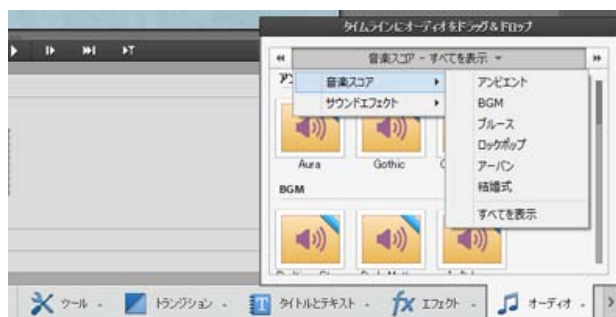 タイムラインにオーディオをドラッグ＆ドロップ
音楽スコア - すべてを表示
音楽スコア
サウンドエフェクト
アンビエント
BGM
ブルース
ロックポップ
アーバン
結婚式
すべてを表示
Aura
Gothic
BGM
ツール
トランジション
タイトルとテキスト
fx エフェクト
オーディオ